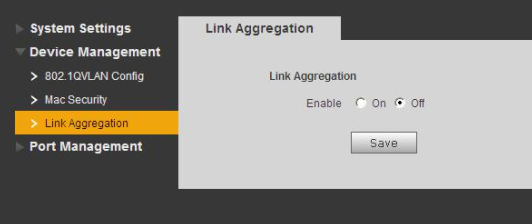 System Settings
Link Aggregation
Device Management
802.1QVLAN Config
Mac Security
Link Aggregation
Port Management
Link Aggregation
Enable On Off
Save